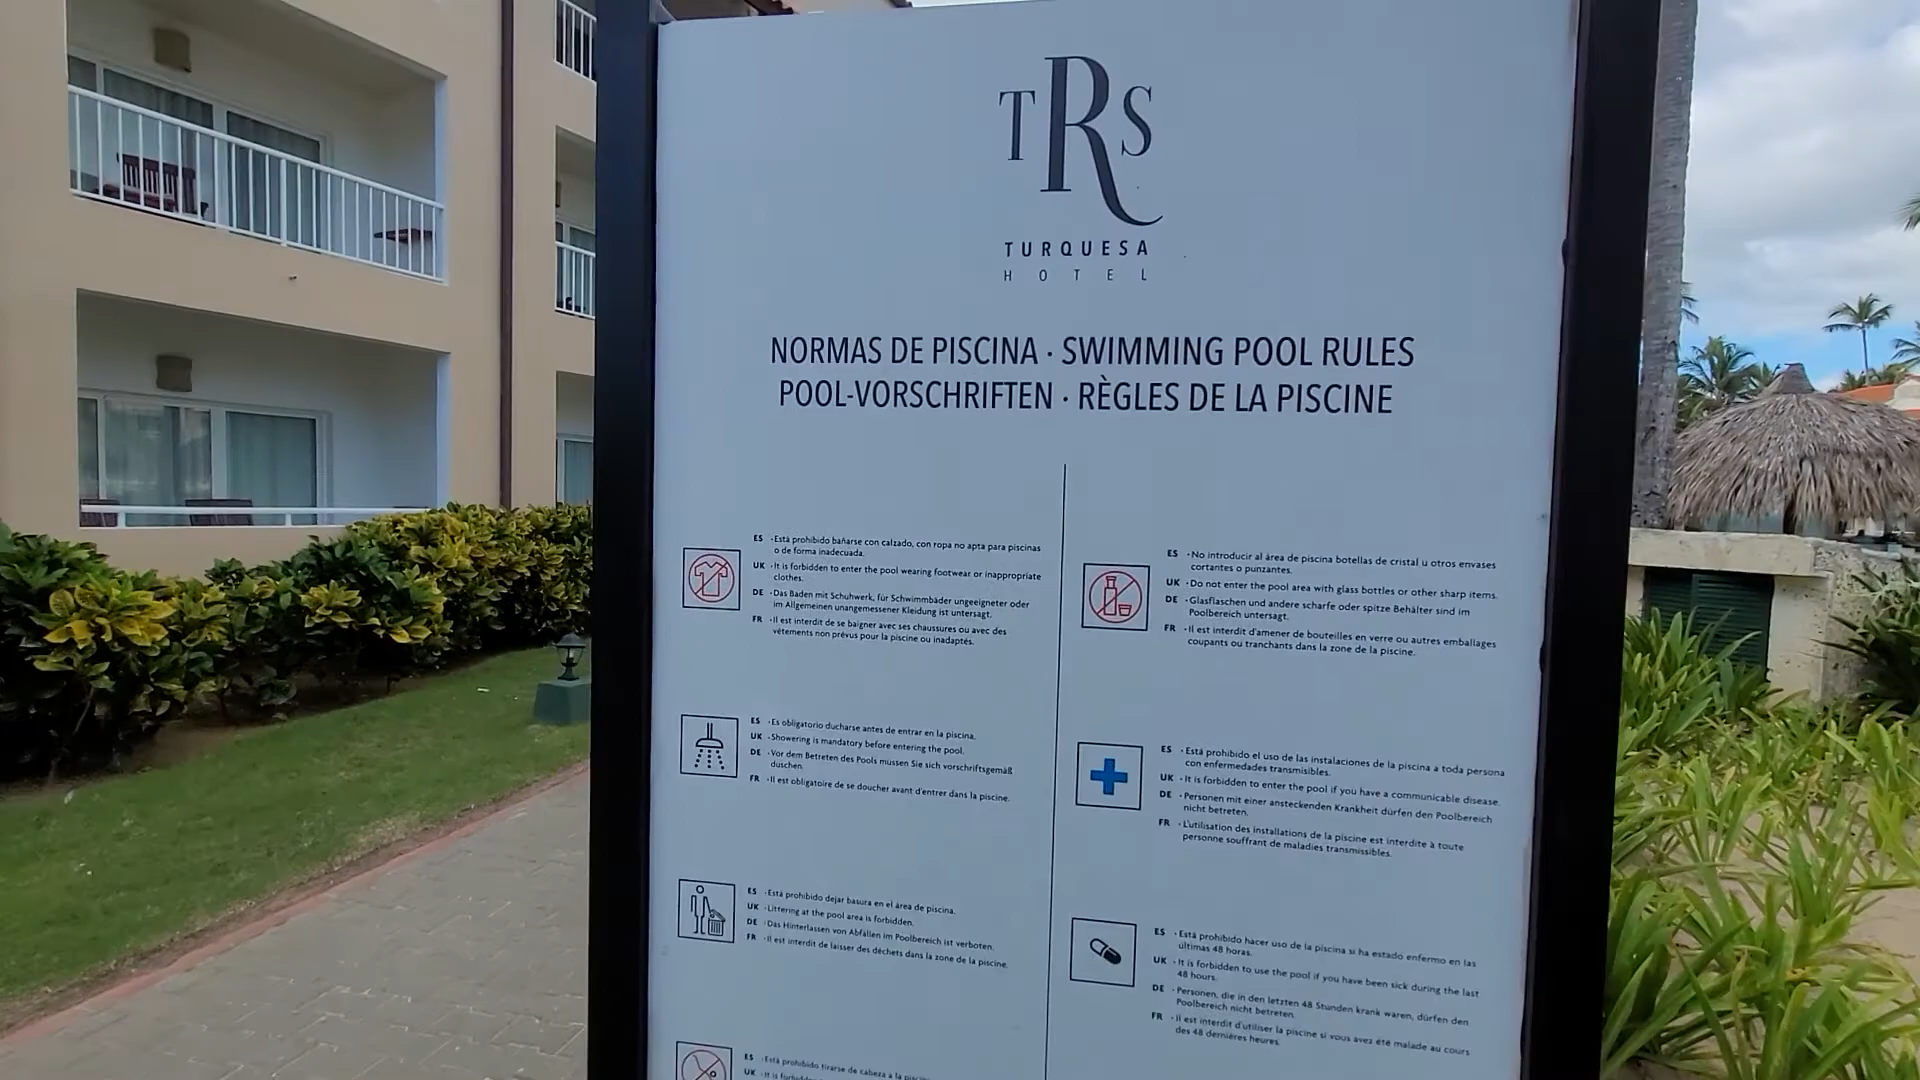 TRS
TURQUESA
HOTEL
NORMAS DE PISCINA · SWIMMING POOL RULES
POOL-VORSCHRIFTEN · RÈGLES DE LA PISCINE
ES · Está prohibido bañarse con calzado, con ropa no apta para piscinas
o de forma inadecuada.
UK · It is forbidden to enter the pool wearing footwear or inappropriate
clothes.
DE · Das Baden mit Schuhwerk, für Schwimmbäder ungeeigneter oder
im Allgemeinen unangemessener Kleidung ist untersagt.
FR · Il est interdit de se baigner avec ses chaussures ou avec des
vêtements non prévus pour la piscine ou inadaptés.
ES · Es obligatorio ducharse antes de entrar en la piscina.
UK · Showering is mandatory before entering the pool.
DE · Vor dem Betreten des Pools müssen Sie sich vorschriftsgemäß
duschen.
FR · Il est obligatoire de se doucher avant d'entrer dans la piscine.
ES · Está prohibido dejar basura en el área de piscina.
UK · Littering at the pool area is forbidden.
DE · Das Hinterlassen von Abfällen im Poolbereich ist verboten.
FR · Il est interdit de laisser des déchets dans la zone de la piscine.
ES · Está prohibido tirarse de cabeza a la
UK · It is
ES · No introducir al área de piscina botellas de cristal u otros envases
cortantes o punzantes.
UK · Do not enter the pool area with glass bottles or other sharp items.
DE · Glasflaschen und andere scharfe oder spitze Behälter sind im
Poolbereich untersagt.
FR · Il est interdit d'amener de bouteilles en verre ou autres emballages
coupants ou tranchants dans la zone de la piscine.
ES · Está prohibido el uso de las instalaciones de la piscina a toda persona
con enfermedades transmisibles.
UK · It is forbidden to enter the pool if you have a communicable disease.
DE · Personen mit einer ansteckenden Krankheit dürfen den Poolbereich
nicht betreten.
FR · L'utilisation des installations de la piscine est interdite à toute
personne souffrant de maladies transmissibles.
ES · Está prohibido hacer uso de la piscina si ha estado enfermo en las
últimas 48 horas.
UK · It is forbidden to use the pool if you have been sick during the last
48 hours.
DE · Personen, die in den letzten 48 Stunden krank waren, dürfen den
Poolbereich nicht betreten.
FR · Il est interdit d'utiliser la piscine si vous avez été malade au cours
des 48 dernières heures.